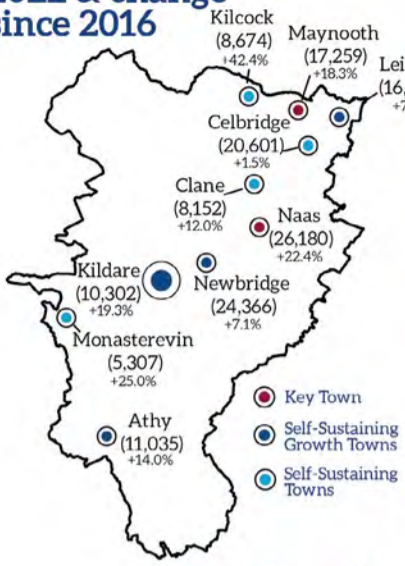 since 2016
Kilcock
(8,674)
+42.4%
Maynooth
(17,259)
+18.3%
Celbridge
(20,601)
+1.5%
Clane
(8,152)
+12.0%
Naas
(26,180)
+22.4%
Kildare
(10,302)
+19.3%
Newbridge
(24,366)
+7.1%
Monasterevin
(5,307)
+25.0%
Athy
(11,035)
+14.0%
Key Town
Self-Sustaining
Growth Towns
Self-Sustaining
Towns